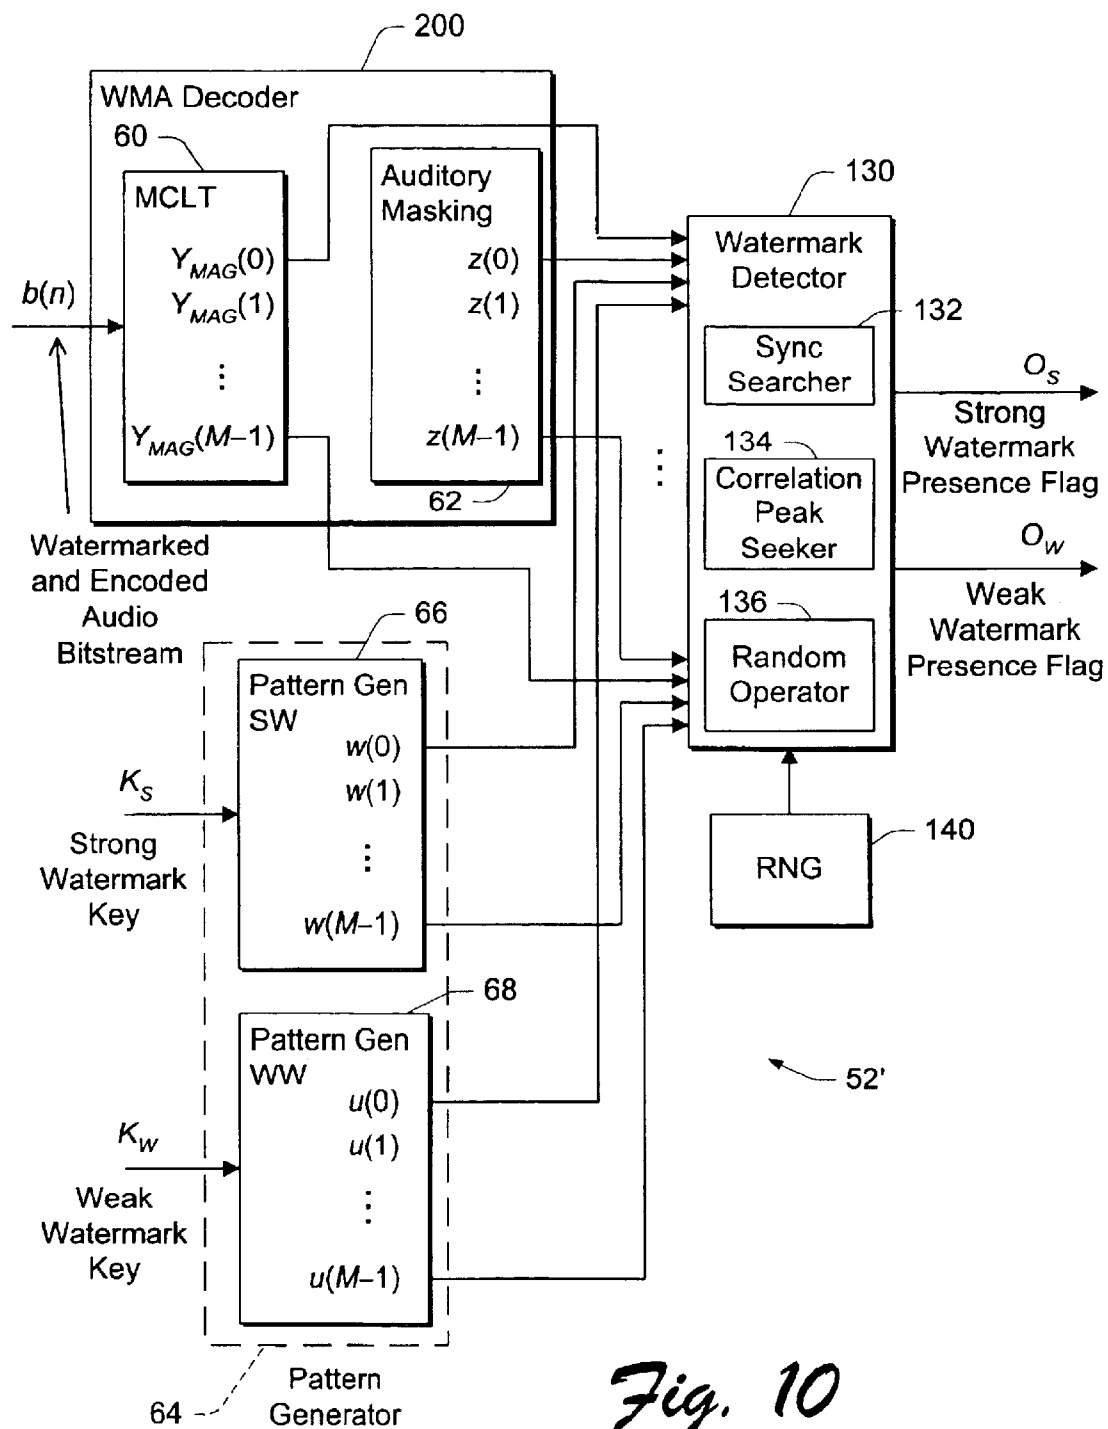 200
WMA Decoder
60
MCLT
Y_MAG(0)
Y_MAG(1)
⋮
Y_MAG(M–1)
Auditory
Masking
z(0)
z(1)
⋮
z(M–1)
62
b(n)
Watermarked
and Encoded
Audio
Bitstream
130
Watermark
Detector
132
Sync
Searcher
134
Correlation
Peak
Seeker
136
Random
Operator
⋮
O_S
Strong
Watermark
Presence Flag
O_W
Weak
Watermark
Presence Flag
140
RNG
66
Pattern Gen
SW
w(0)
w(1)
⋮
w(M–1)
K_S
Strong
Watermark
Key
68
Pattern Gen
WW
u(0)
u(1)
⋮
u(M–1)
K_W
Weak
Watermark
Key
52'
64
Pattern
Generator
Fig. 10